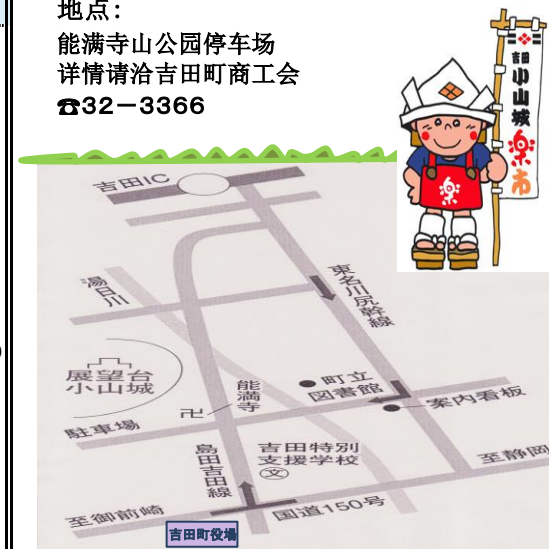 地点：
能满寺山公园停车场
详情请洽吉田町商工会
☎32－3366
吉田
小山城
楽市
楽
吉田IC
湯日川
東名川尻幹線
展望台
小山城
能満寺
卍
町立
図書館
案内看板
駐車場
島田吉田線
吉田特別
支援学校
文
至静岡
至御前崎
国道150号
吉田町役場